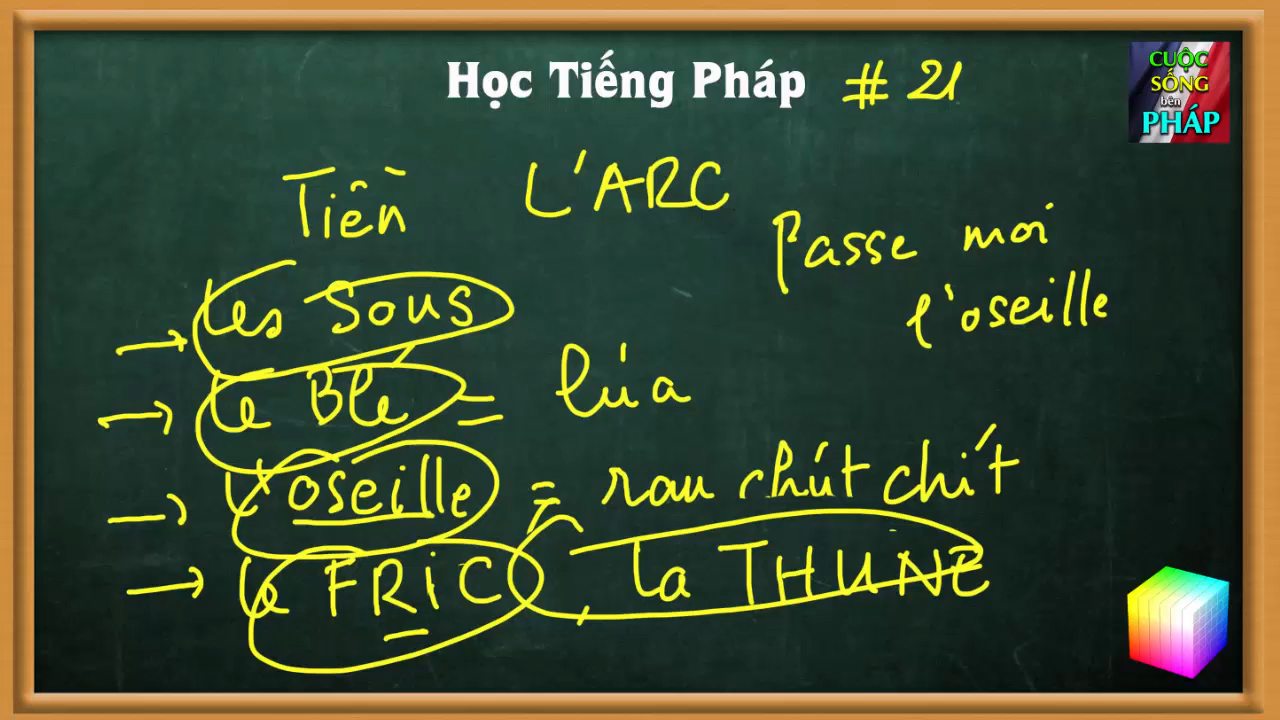 Học Tiếng Pháp # 21
CUỘC
SỐNG
bên
PHÁP
Tiền
L'ARC
Passe moi
l'oseille
les Sous
le Blé = lúa
L'oseille = rau chút chít
le FRiC = la THUNE